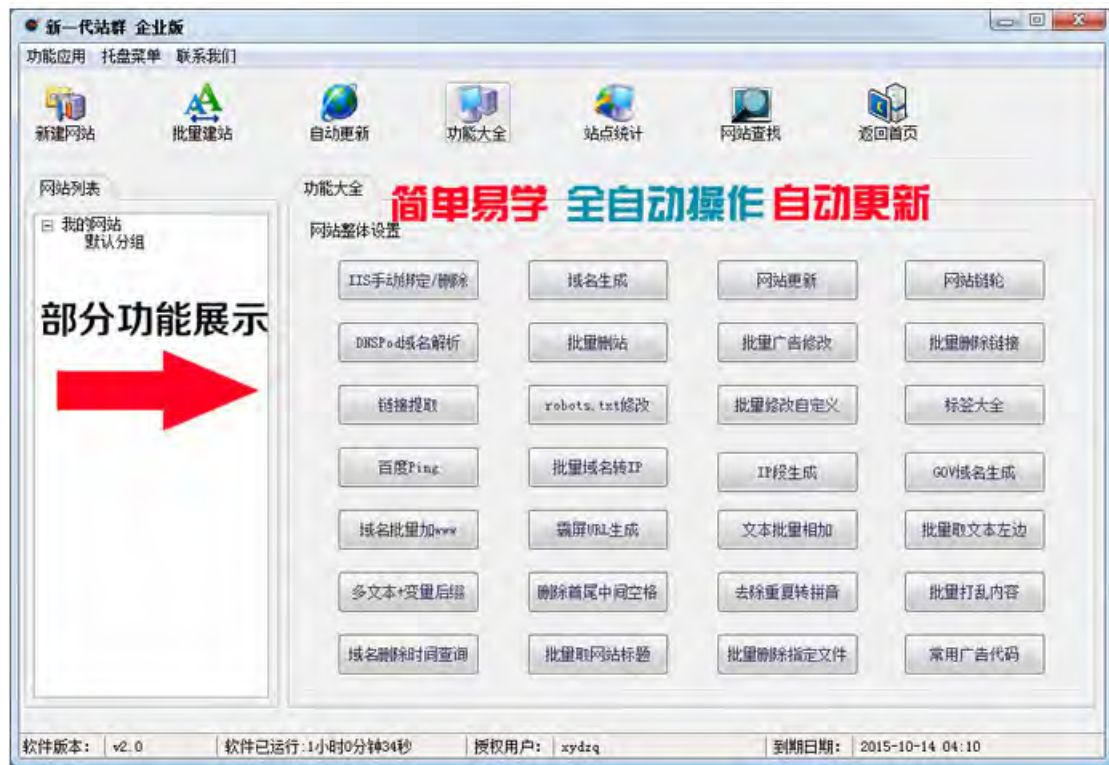 新一代站群 企业版
功能应用 托盘菜单 联系我们
新建网站 批量建站 自动更新 功能大全 站点统计 网站查找 返回首页
网站列表
我的网站
默认分组
部分功能展示
功能大全
简单易学 全自动操作 自动更新
网站整体设置
IIS手动绑定/删除 域名生成 网站更新 网站链轮
DNSPod域名解析 批量删站 批量广告修改 批量删除链接
链接提取 robots.txt修改 批量修改自定义 标签大全
百度Ping 批量域名转IP IP段生成 GOV域名生成
域名批量加www 霸屏URL生成 文本批量相加 批量取文本左边
多文本+变量后缀 删除首尾中间空格 去除重复转拼音 批量打乱内容
域名删除时间查询 批量取网站标题 批量删除指定文件 常用广告代码
软件版本： v2.0 软件已运行:1小时0分钟34秒 授权用户： xydzq 到期日期： 2015-10-14 04:10